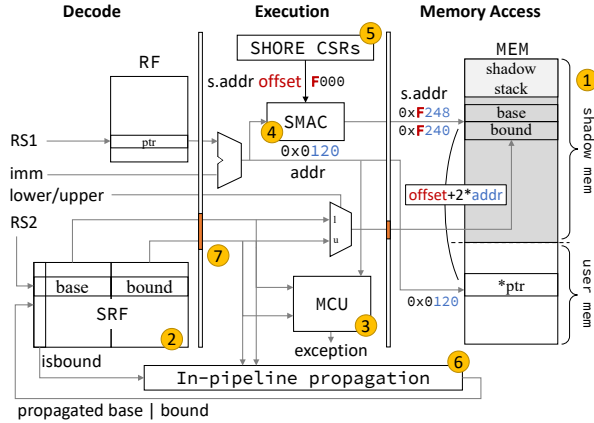 Decode
Execution
Memory Access
5
SHORE CSRs
RF
MEM
shadow
stack
1
s.addr offset F000
s.addr
base
bound
shadow mem
0xF248
0xF240
SMAC
4
RS1
ptr
0x0120
addr
imm
lower/upper
offset+2*addr
RS2
l
u
7
base
bound
SRF
2
MCU
3
*ptr
0x0120
user mem
exception
isbound
6
In-pipeline propagation
propagated base | bound